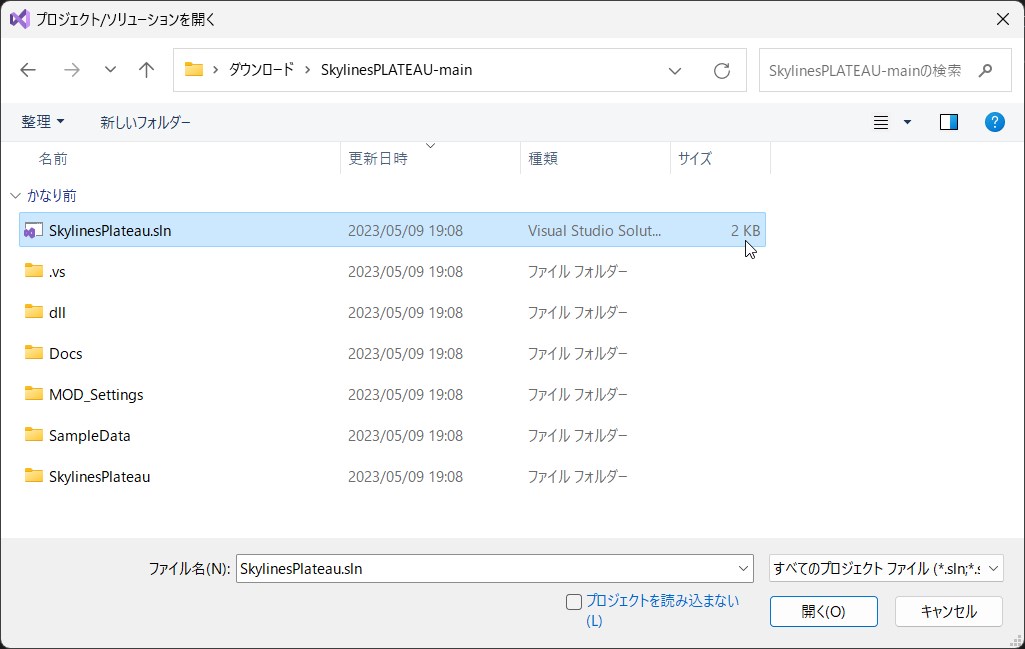 プロジェクト/ソリューションを開く
ダウンロード > SkylinesPLATEAU-main
SkylinesPLATEAU-mainの検索
整理 新しいフォルダー
名前 更新日時 種類 サイズ
かなり前
SkylinesPlateau.sln 2023/05/09 19:08 Visual Studio Solut... 2 KB
.vs 2023/05/09 19:08 ファイル フォルダー
dll 2023/05/09 19:08 ファイル フォルダー
Docs 2023/05/09 19:08 ファイル フォルダー
MOD_Settings 2023/05/09 19:08 ファイル フォルダー
SampleData 2023/05/09 19:08 ファイル フォルダー
SkylinesPlateau 2023/05/09 19:08 ファイル フォルダー
ファイル名(N): SkylinesPlateau.sln すべてのプロジェクト ファイル (*.sln;*.s
プロジェクトを読み込まない
(L)
開く(O) キャンセル